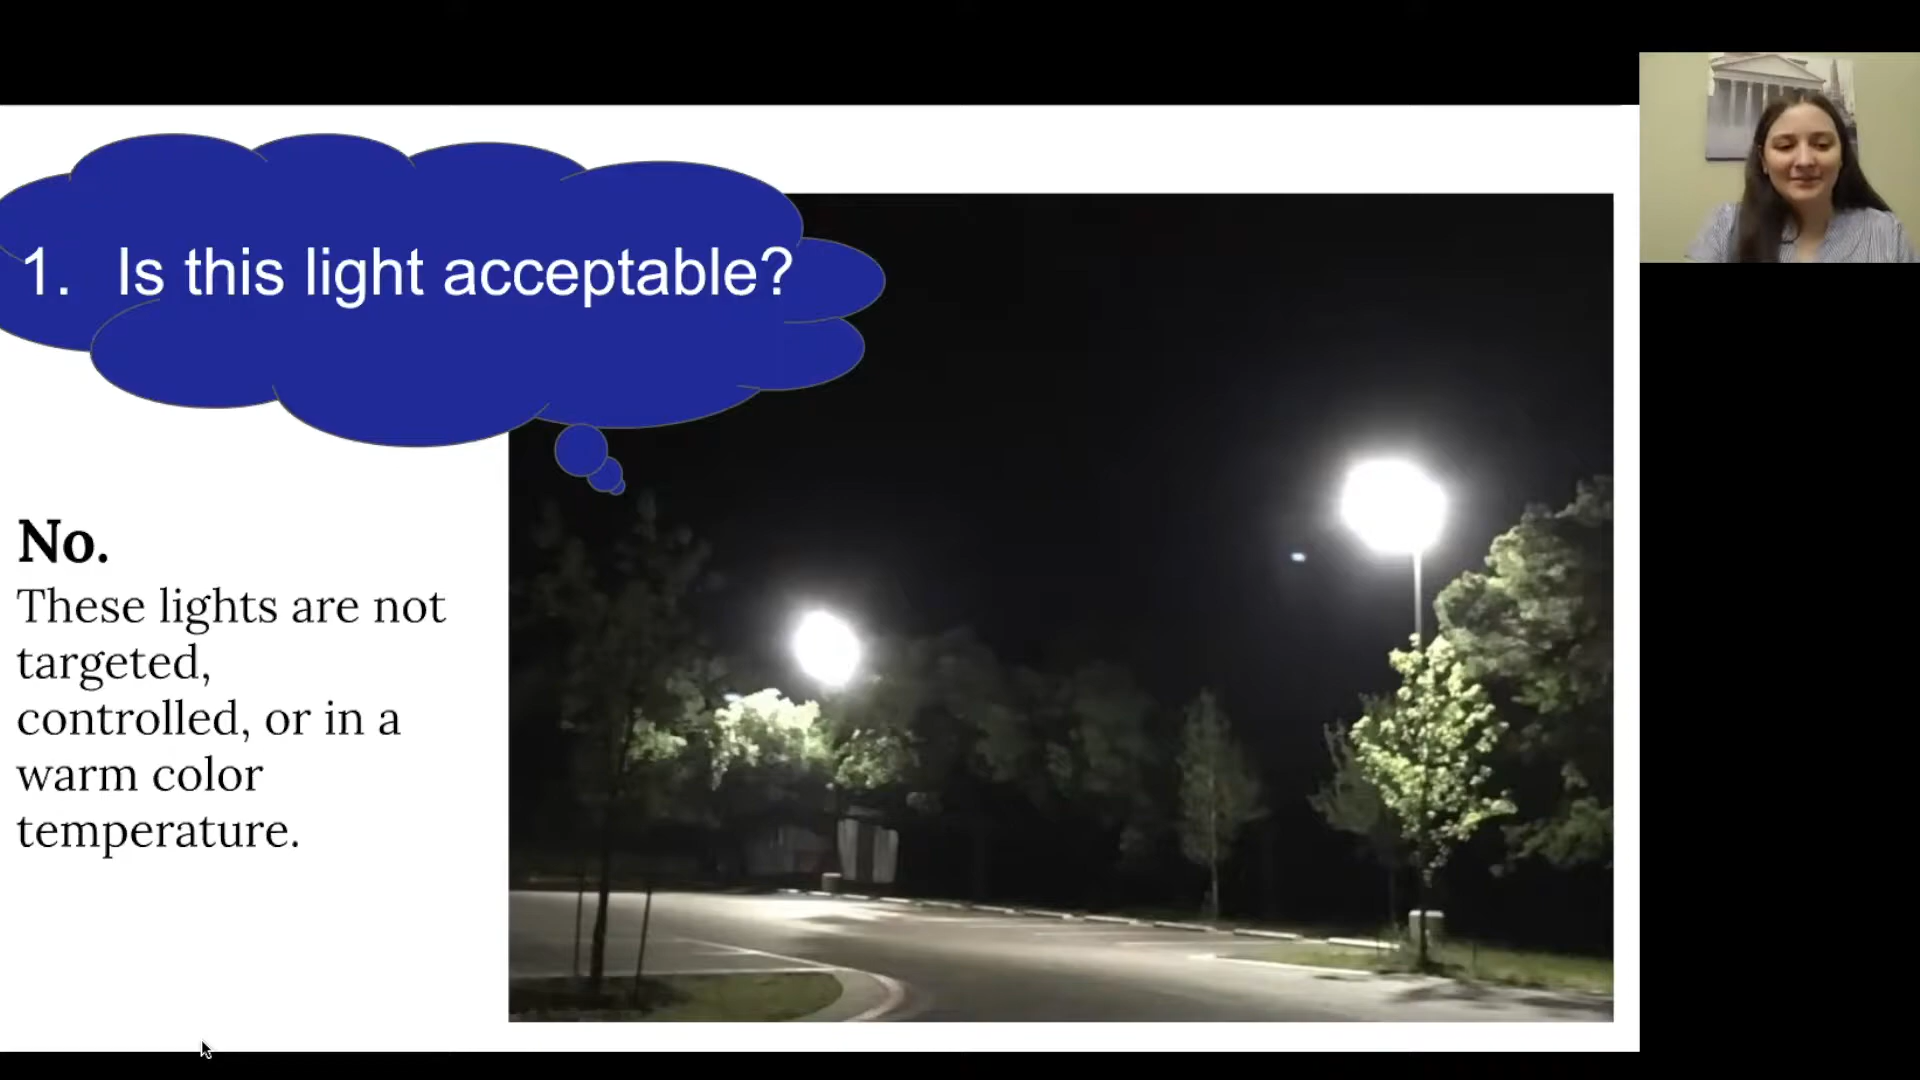 1. Is this light acceptable?
No.
These lights are not
targeted,
controlled, or in a
warm color
temperature.